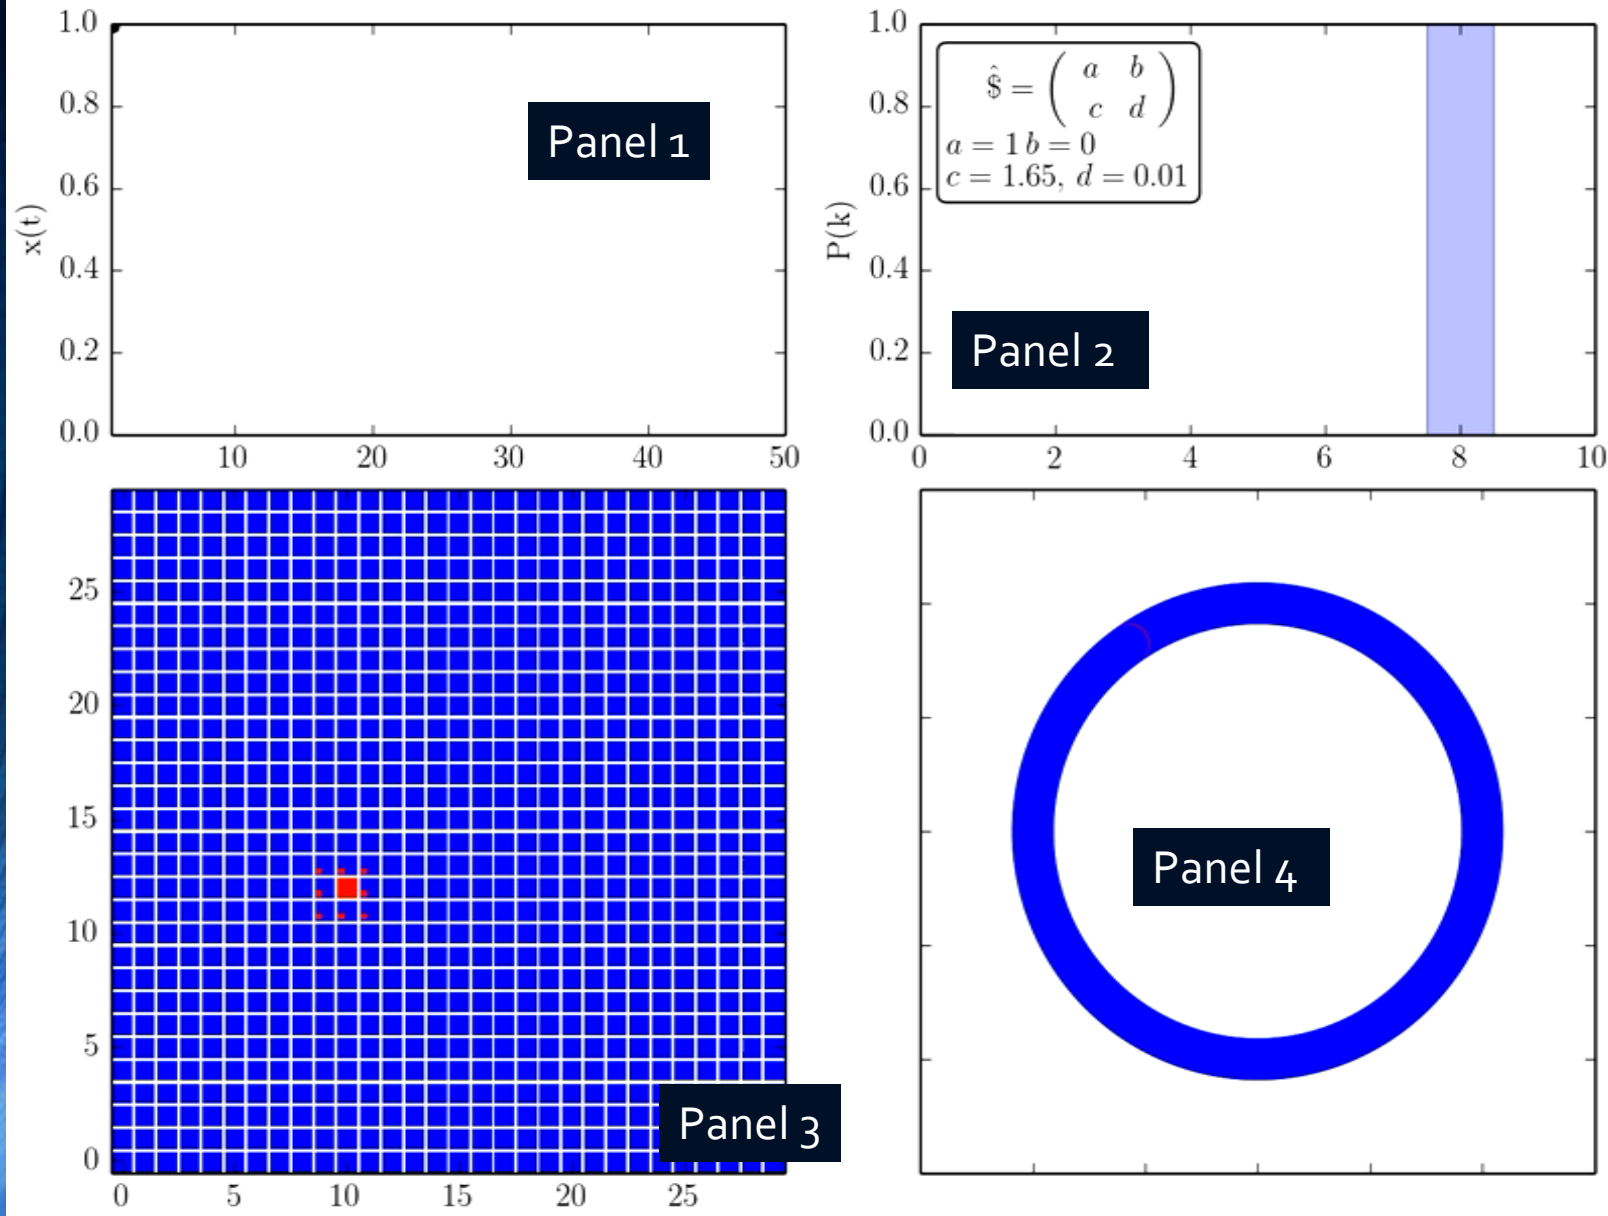 1.0
0.8
0.6
0.4
0.2
0.0
x(t)
10 20 30 40 50
Panel 1
1.0
0.8
0.6
0.4
0.2
0.0
P(k)
0 2 4 6 8 10
$̂ = ( a b
c d )
a = 1 b = 0
c = 1.65, d = 0.01
Panel 2
25
20
15
10
5
0
0 5 10 15 20 25
Panel 3
Panel 4